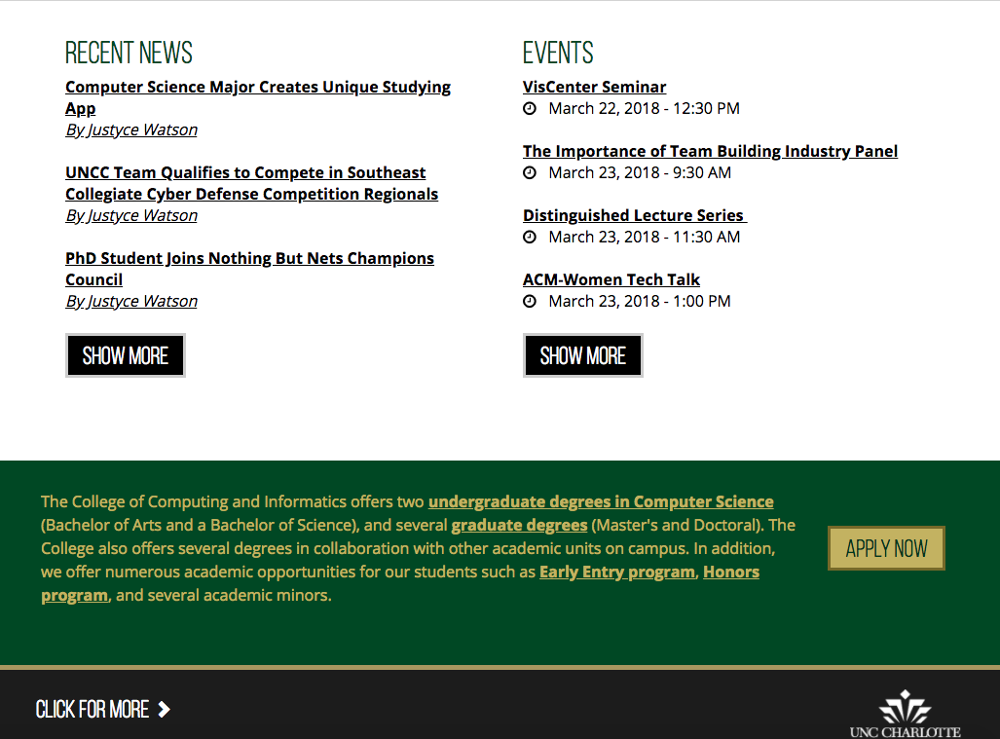 RECENT NEWS
Computer Science Major Creates Unique Studying
App
By Justyce Watson
UNCC Team Qualifies to Compete in Southeast
Collegiate Cyber Defense Competition Regionals
By Justyce Watson
PhD Student Joins Nothing But Nets Champions
Council
By Justyce Watson
SHOW MORE
EVENTS
VisCenter Seminar
March 22, 2018 - 12:30 PM
The Importance of Team Building Industry Panel
March 23, 2018 - 9:30 AM
Distinguished Lecture Series
March 23, 2018 - 11:30 AM
ACM-Women Tech Talk
March 23, 2018 - 1:00 PM
SHOW MORE
The College of Computing and Informatics offers two undergraduate degrees in Computer Science
(Bachelor of Arts and a Bachelor of Science), and several graduate degrees (Master's and Doctoral). The
College also offers several degrees in collaboration with other academic units on campus. In addition,
we offer numerous academic opportunities for our students such as Early Entry program, Honors
program, and several academic minors.
APPLY NOW
CLICK FOR MORE
UNC CHARLOTTE